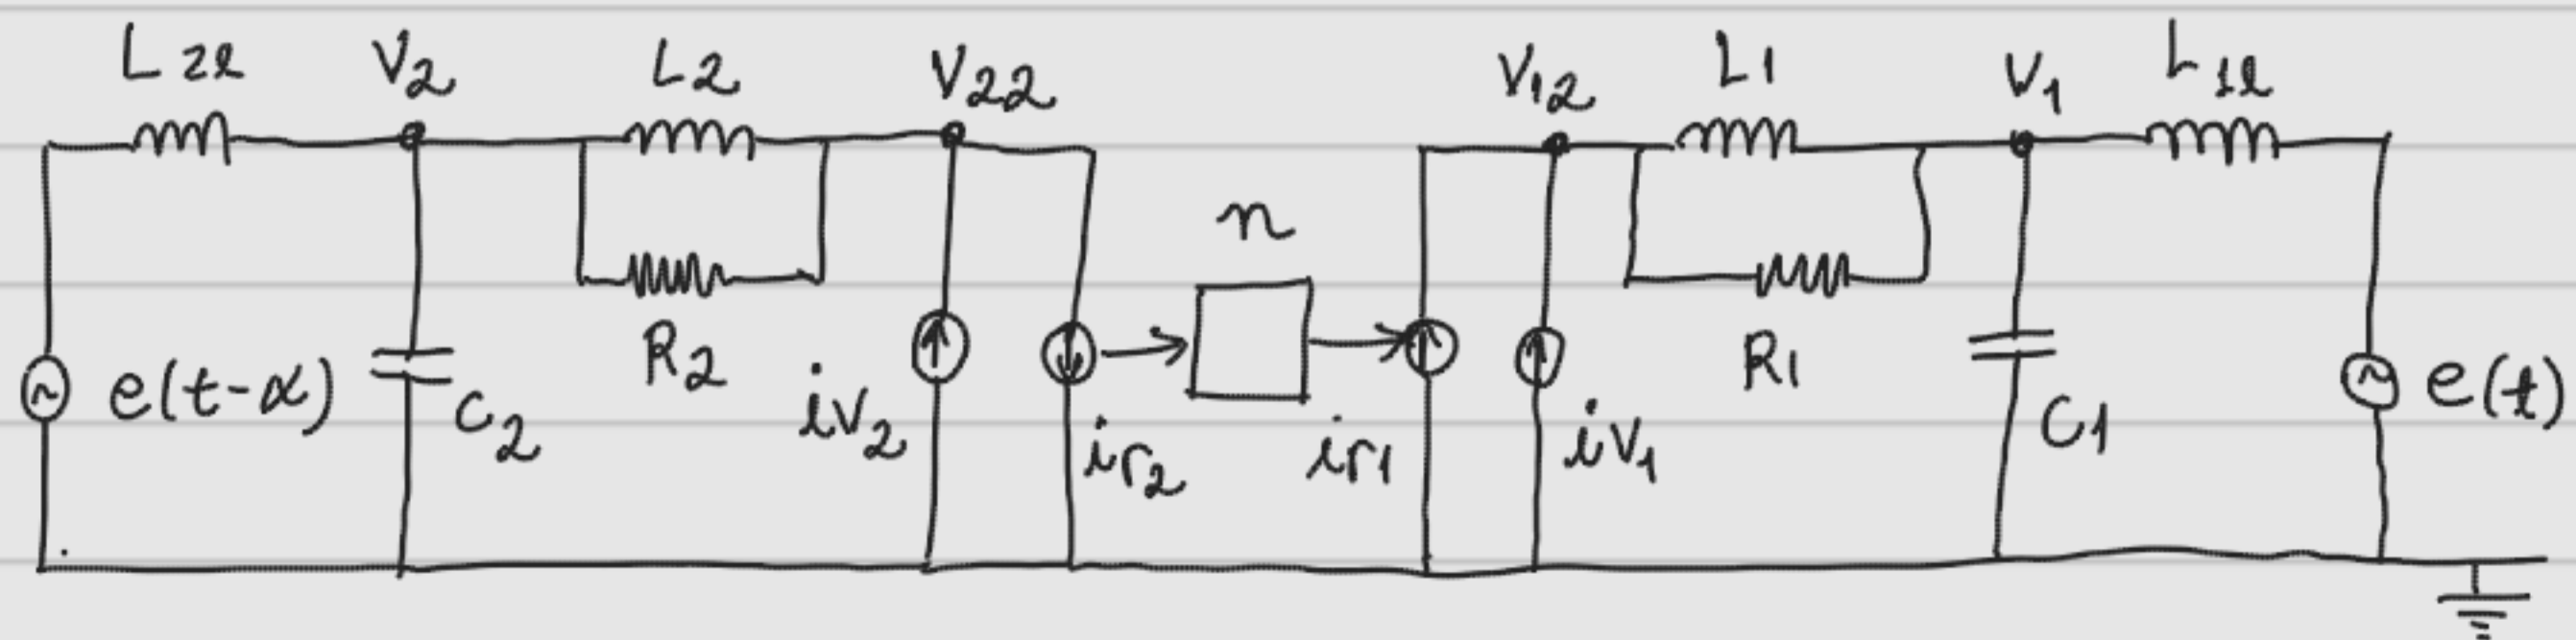 L2l V2 L2 V22 V12 L1 V1 L1l
n
e(t-α) C2 R2 iv2 ir2 ir1 iv1 R1 C1 e(t)